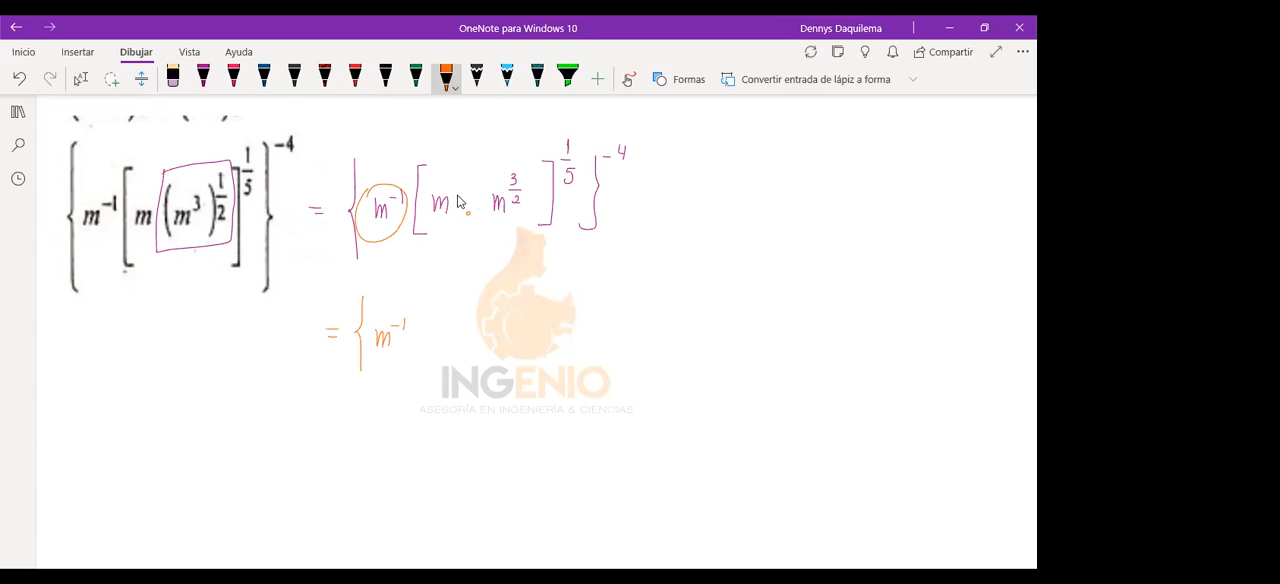 OneNote para Windows 10
Dennys Daquilema
Inicio
Insertar
Dibujar
Vista
Ayuda
Compartir
Formas
Convertir entrada de lápiz a forma
{m⁻¹[m(m³)^(1/2)]^(1/5)}⁻⁴ = {m⁻¹[m · m^(3/2)]^(1/5)}⁻⁴
= {m⁻¹
INGENIO
ASESORÍA EN INGENIERÍA & CIENCIAS